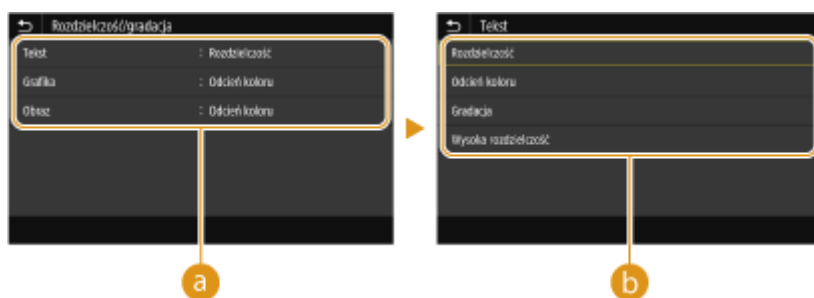 Rozdzielczość/gradacja
Tekst : Rozdzielczość
Grafika : Odcień koloru
Obraz : Odcień koloru
a
Tekst
Rozdzielczość
Odcień koloru
Gradacja
Wysoka rozdzielczość
b